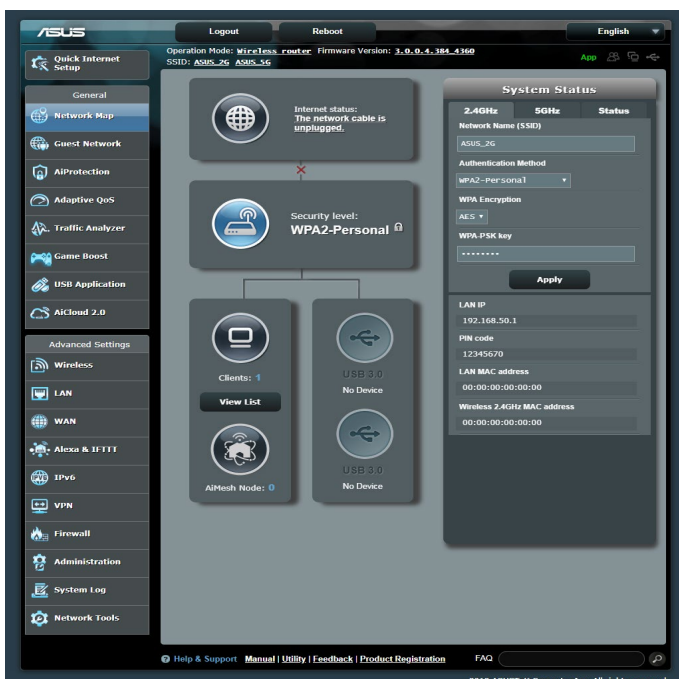 ASUS
Logout
Reboot
English
Quick Internet Setup
Operation Mode: Wireless router Firmware Version: 3.0.0.4.384_4360
SSID: ASUS_2G ASUS_5G
App
General
Network Map
Guest Network
AiProtection
Adaptive QoS
Traffic Analyzer
Game Boost
USB Application
AiCloud 2.0
Advanced Settings
Wireless
LAN
WAN
Alexa & IFTTT
IPv6
VPN
Firewall
Administration
System Log
Network Tools
Internet status:
The network cable is
unplugged.
Security level:
WPA2-Personal
Clients: 1
View List
AiMesh Node: 0
USB 3.0
No Device
USB 3.0
No Device
System Status
2.4GHz 5GHz Status
Network Name (SSID)
ASUS_2G
Authentication Method
WPA2-Personal
WPA Encryption
AES
WPA-PSK key
••••••••
Apply
LAN IP
192.168.50.1
PIN code
12345670
LAN MAC address
00:00:00:00:00:00
Wireless 2.4GHz MAC address
00:00:00:00:00:00
Help & Support Manual | Utility | Feedback | Product Registration
FAQ